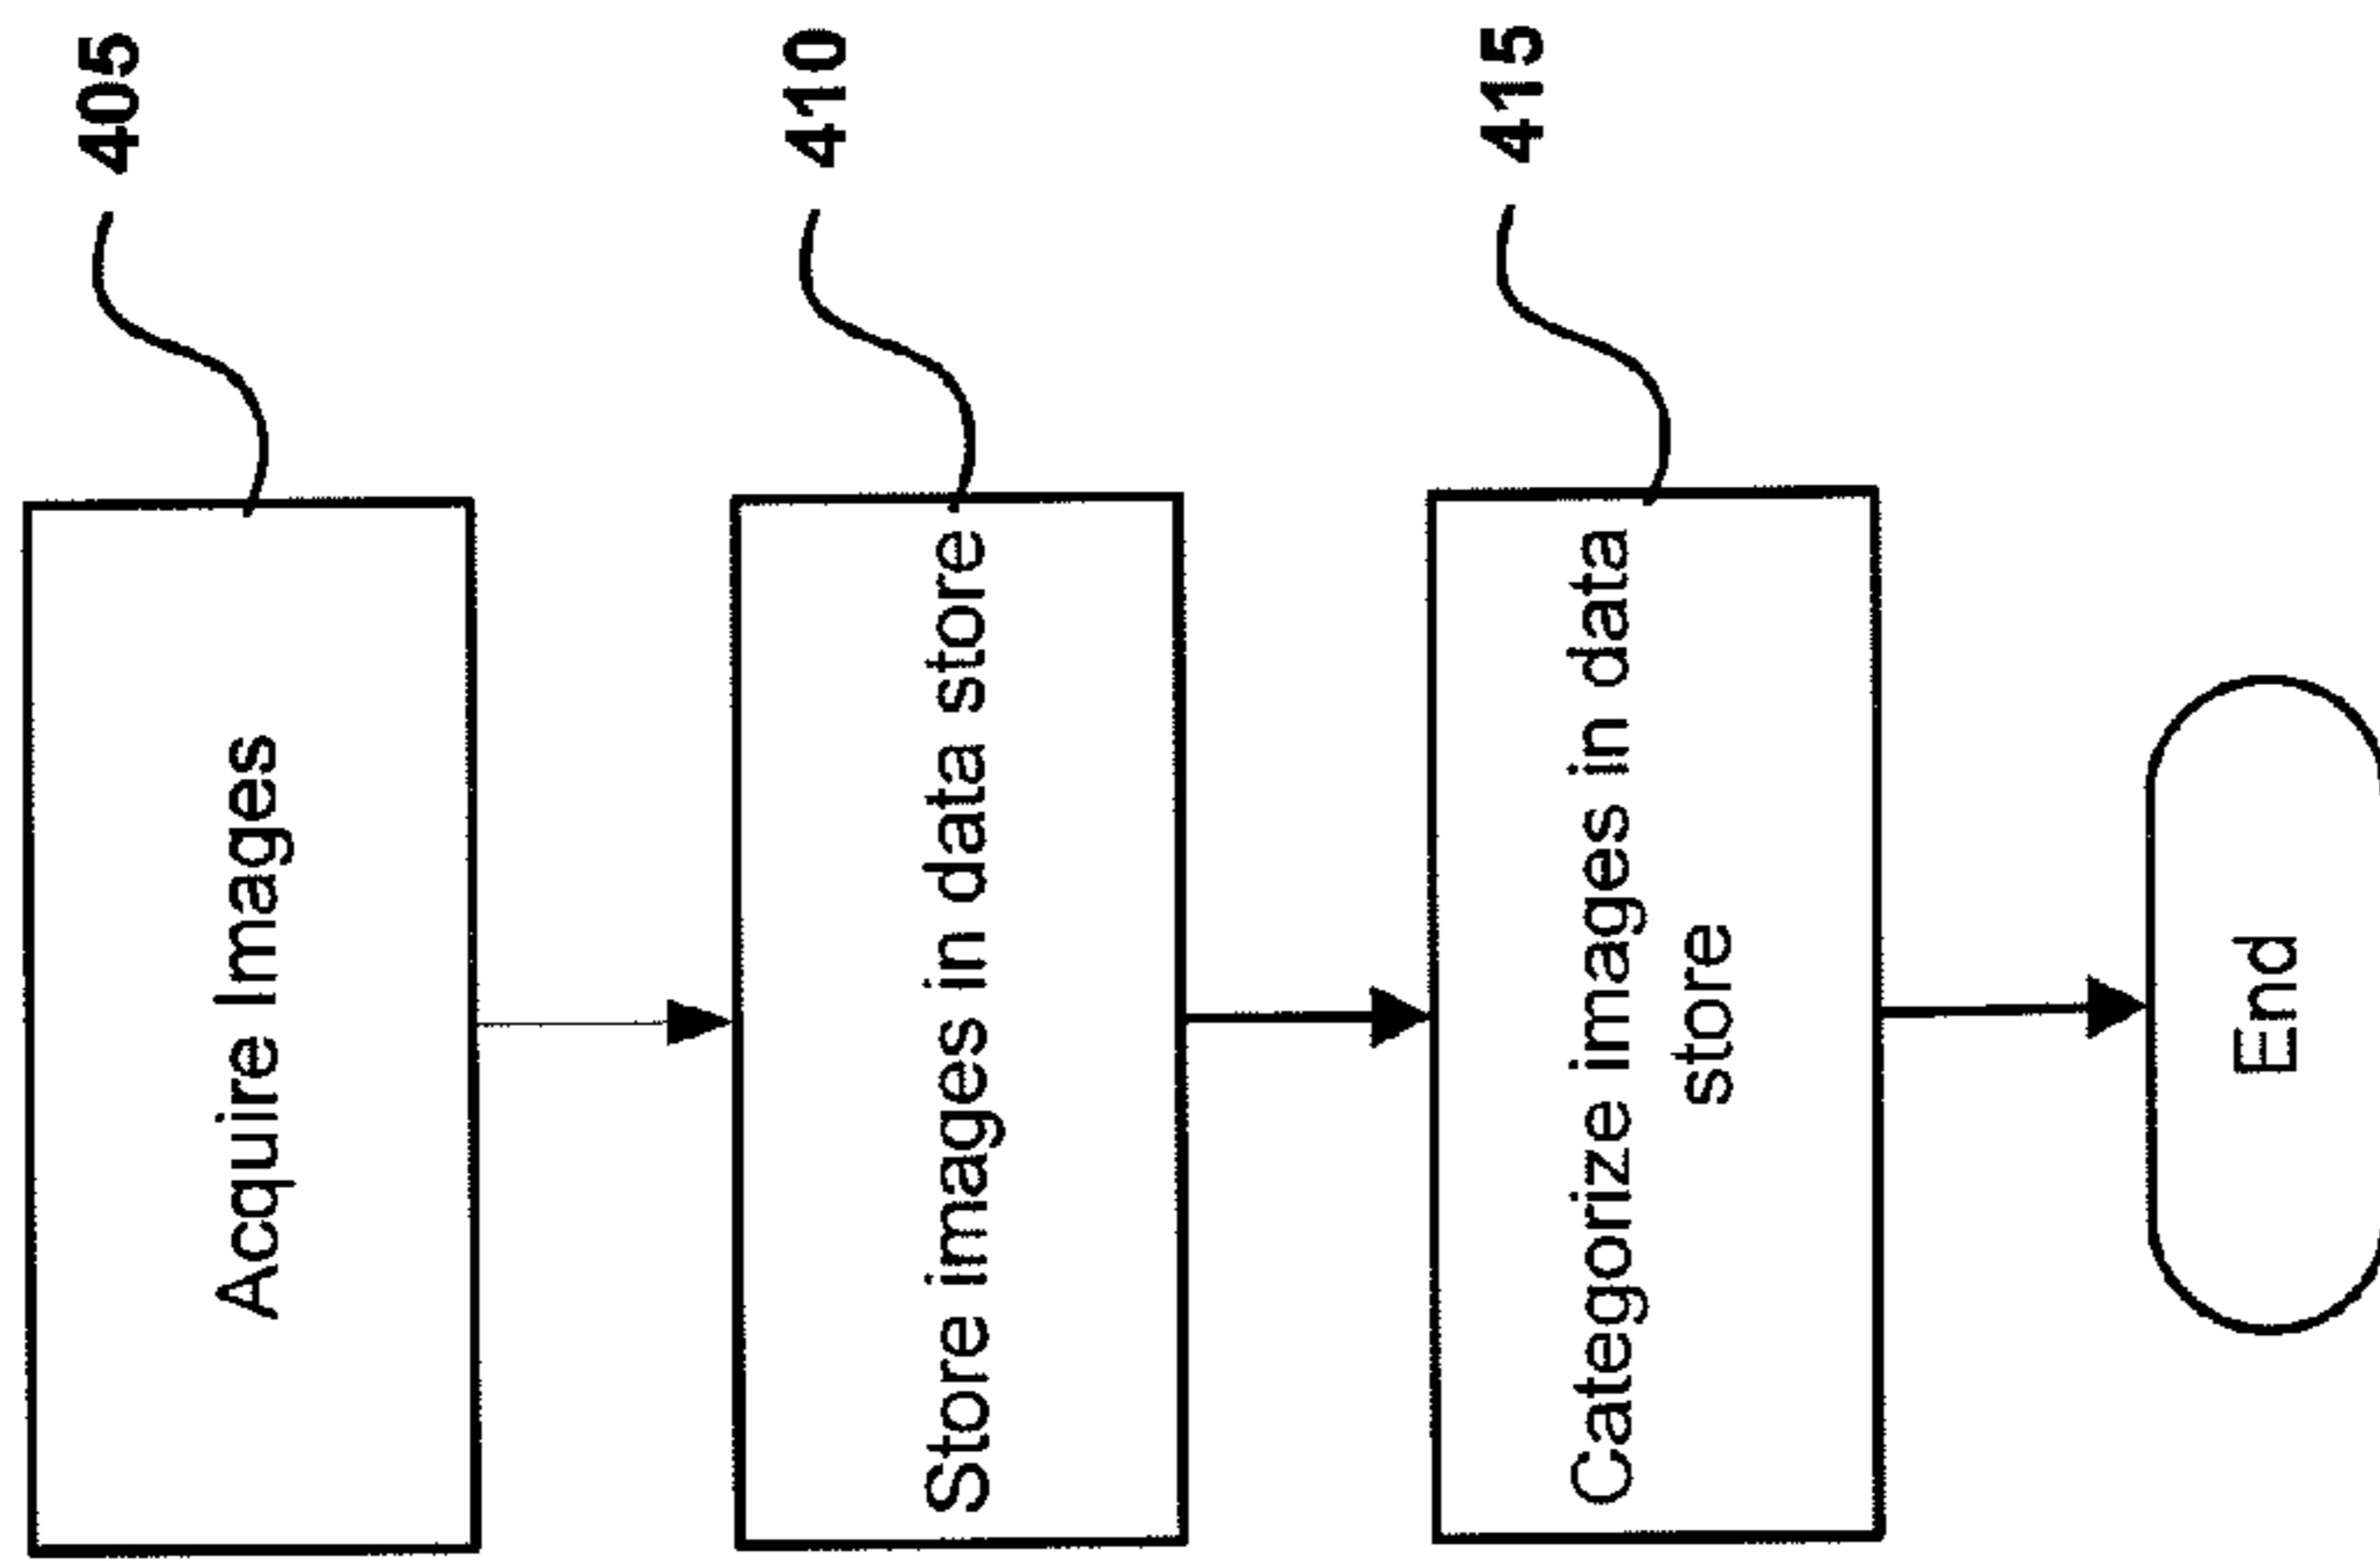 Acquire Images
405
Store images in data store
410
Categorize images in data
store
415
End